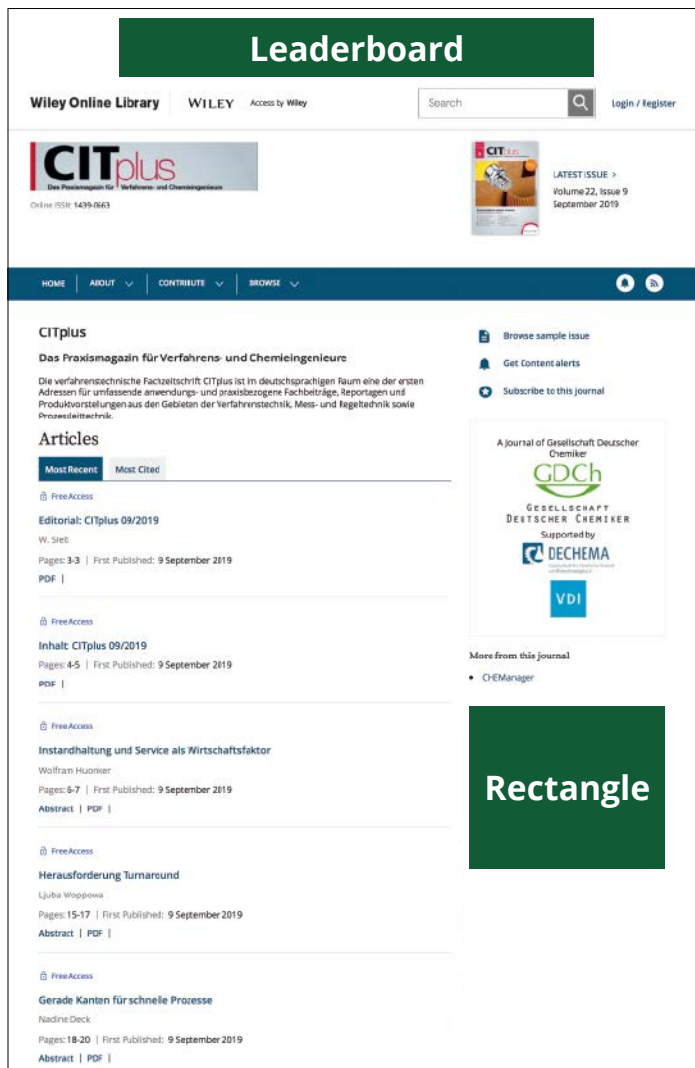 Leaderboard
Wiley Online Library WILEY Access by Wiley Search Login / Register
CITplus
Das Praxismagazin für Verfahrens- und Chemieingenieure
Online ISSN: 1439-0663
CITplus
LATEST ISSUE >
Volume 22, Issue 9
September 2019
HOME ABOUT CONTRIBUTE BROWSE
CITplus
Das Praxismagazin für Verfahrens- und Chemieingenieure
Die verfahrenstechnische Fachzeitschrift CITplus ist im deutschsprachigen Raum eine der ersten
Adressen für umfassende anwendungs- und praxisbezogene Fachbeiträge, Reportagen und
Produktvorstellungen aus den Gebieten der Verfahrenstechnik, Mess- und Regeltechnik sowie
Prozessleittechnik.
Browse sample issue
Get Content alerts
Subscribe to this journal
Articles
Most Recent Most Cited
Free Access
Editorial: CITplus 09/2019
W. Sieß
Pages: 3-3 | First Published: 9 September 2019
PDF |
Free Access
Inhalt: CITplus 09/2019
Pages: 4-5 | First Published: 9 September 2019
PDF |
Free Access
Instandhaltung und Service als Wirtschaftsfaktor
Wolfram Huonker
Pages: 6-7 | First Published: 9 September 2019
Abstract | PDF |
Free Access
Herausforderung Turnaround
Ljuba Woppowa
Pages: 15-17 | First Published: 9 September 2019
Abstract | PDF |
Free Access
Gerade Kanten für schnelle Prozesse
Nadine Deck
Pages: 18-20 | First Published: 9 September 2019
Abstract | PDF |
A journal of Gesellschaft Deutscher
Chemiker
GDCh
GESELLSCHAFT
DEUTSCHER CHEMIKER
Supported by
DECHEMA
VDI
More from this journal
• CHEManager
Rectangle